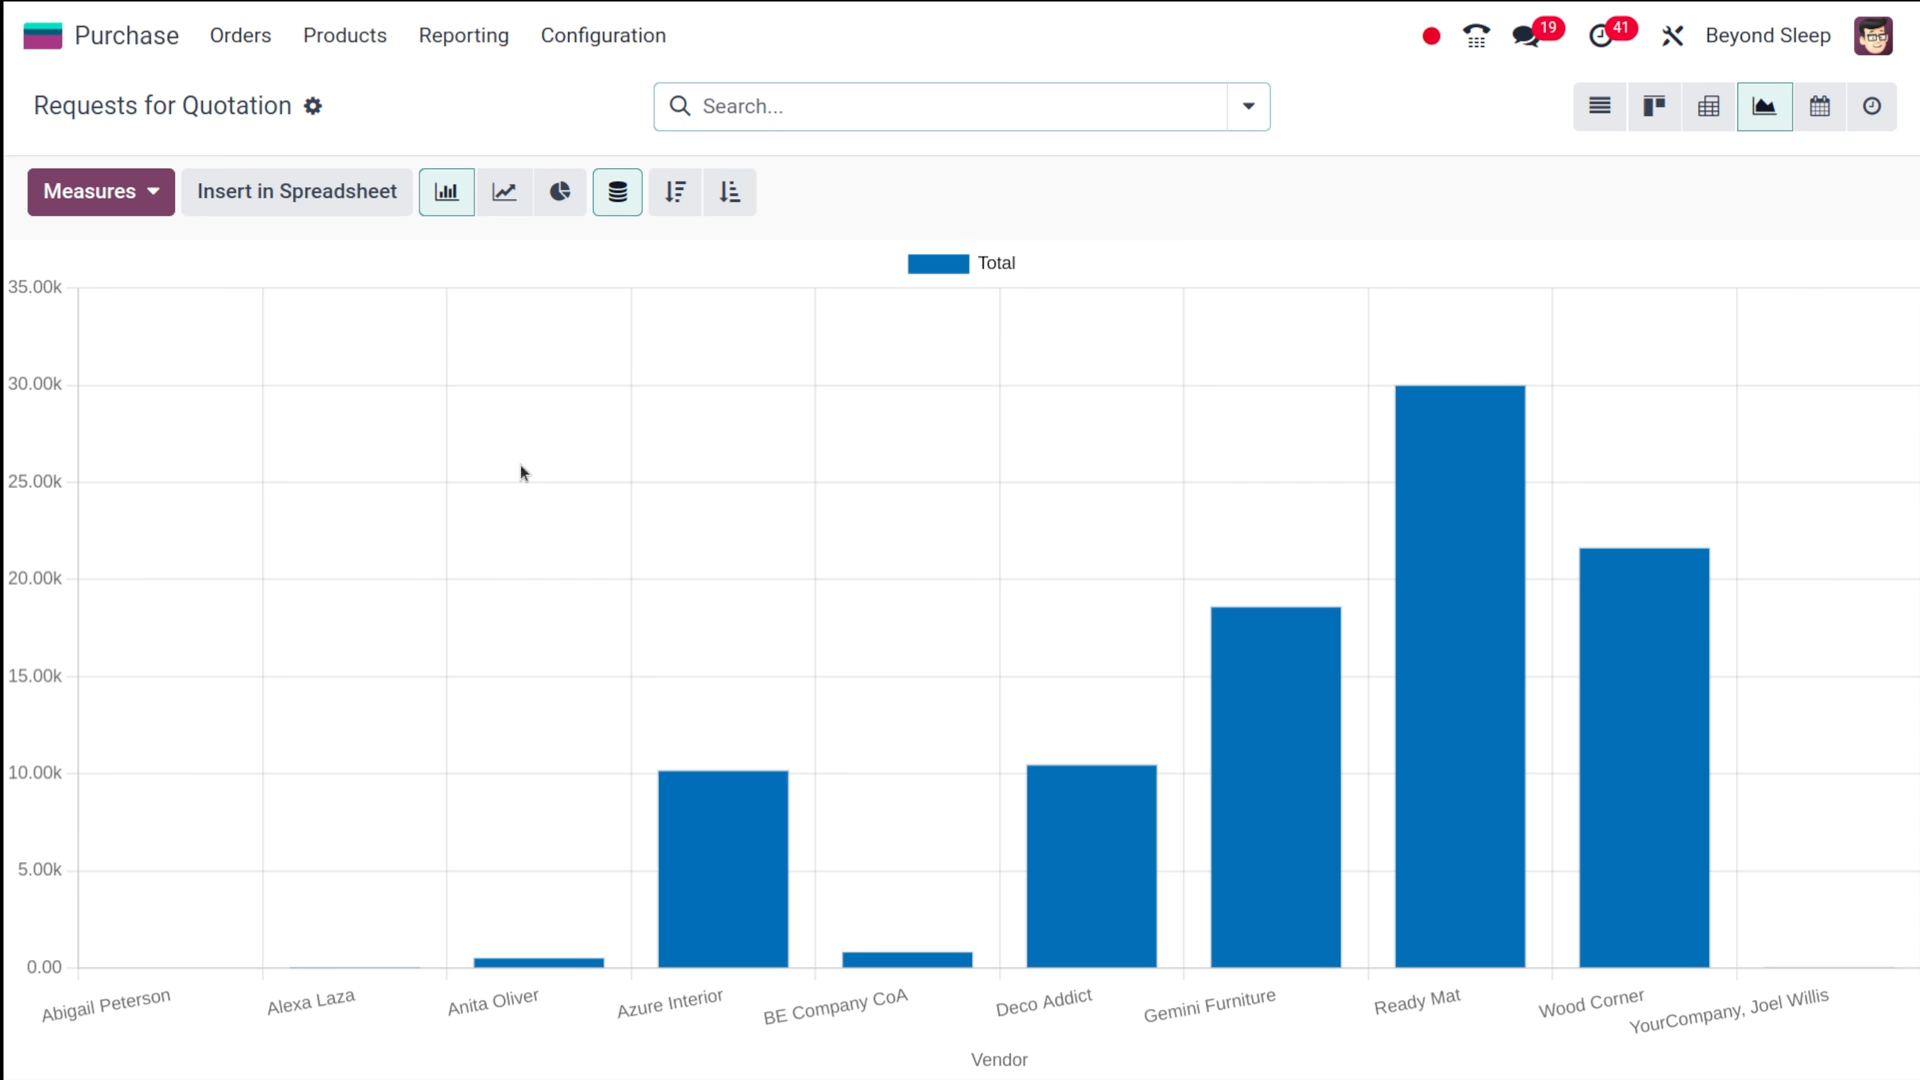 Purchase Orders Products Reporting Configuration 19 41 Beyond Sleep
Requests for Quotation Search...
Measures Insert in Spreadsheet
Total
35.00k
30.00k
25.00k
20.00k
15.00k
10.00k
5.00k
0.00
Abigail Peterson Alexa Laza Anita Oliver Azure Interior BE Company CoA Deco Addict Gemini Furniture Ready Mat Wood Corner YourCompany, Joel Willis
Vendor